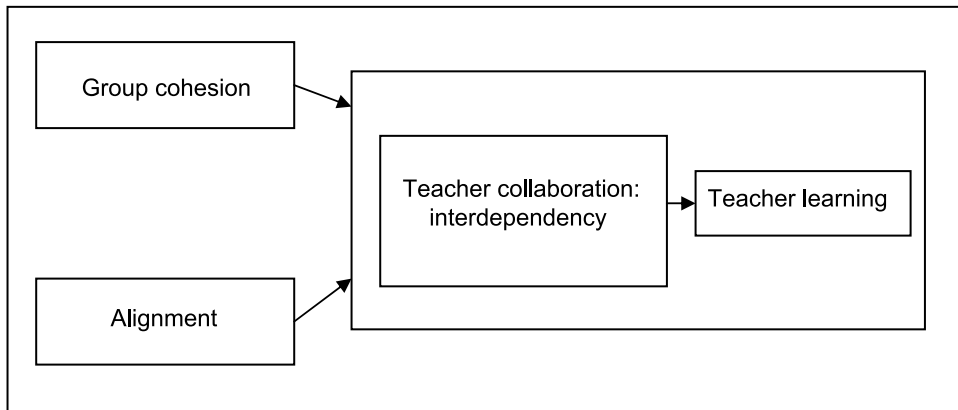 Group cohesion
Teacher collaboration:
interdependency
Teacher learning
Alignment